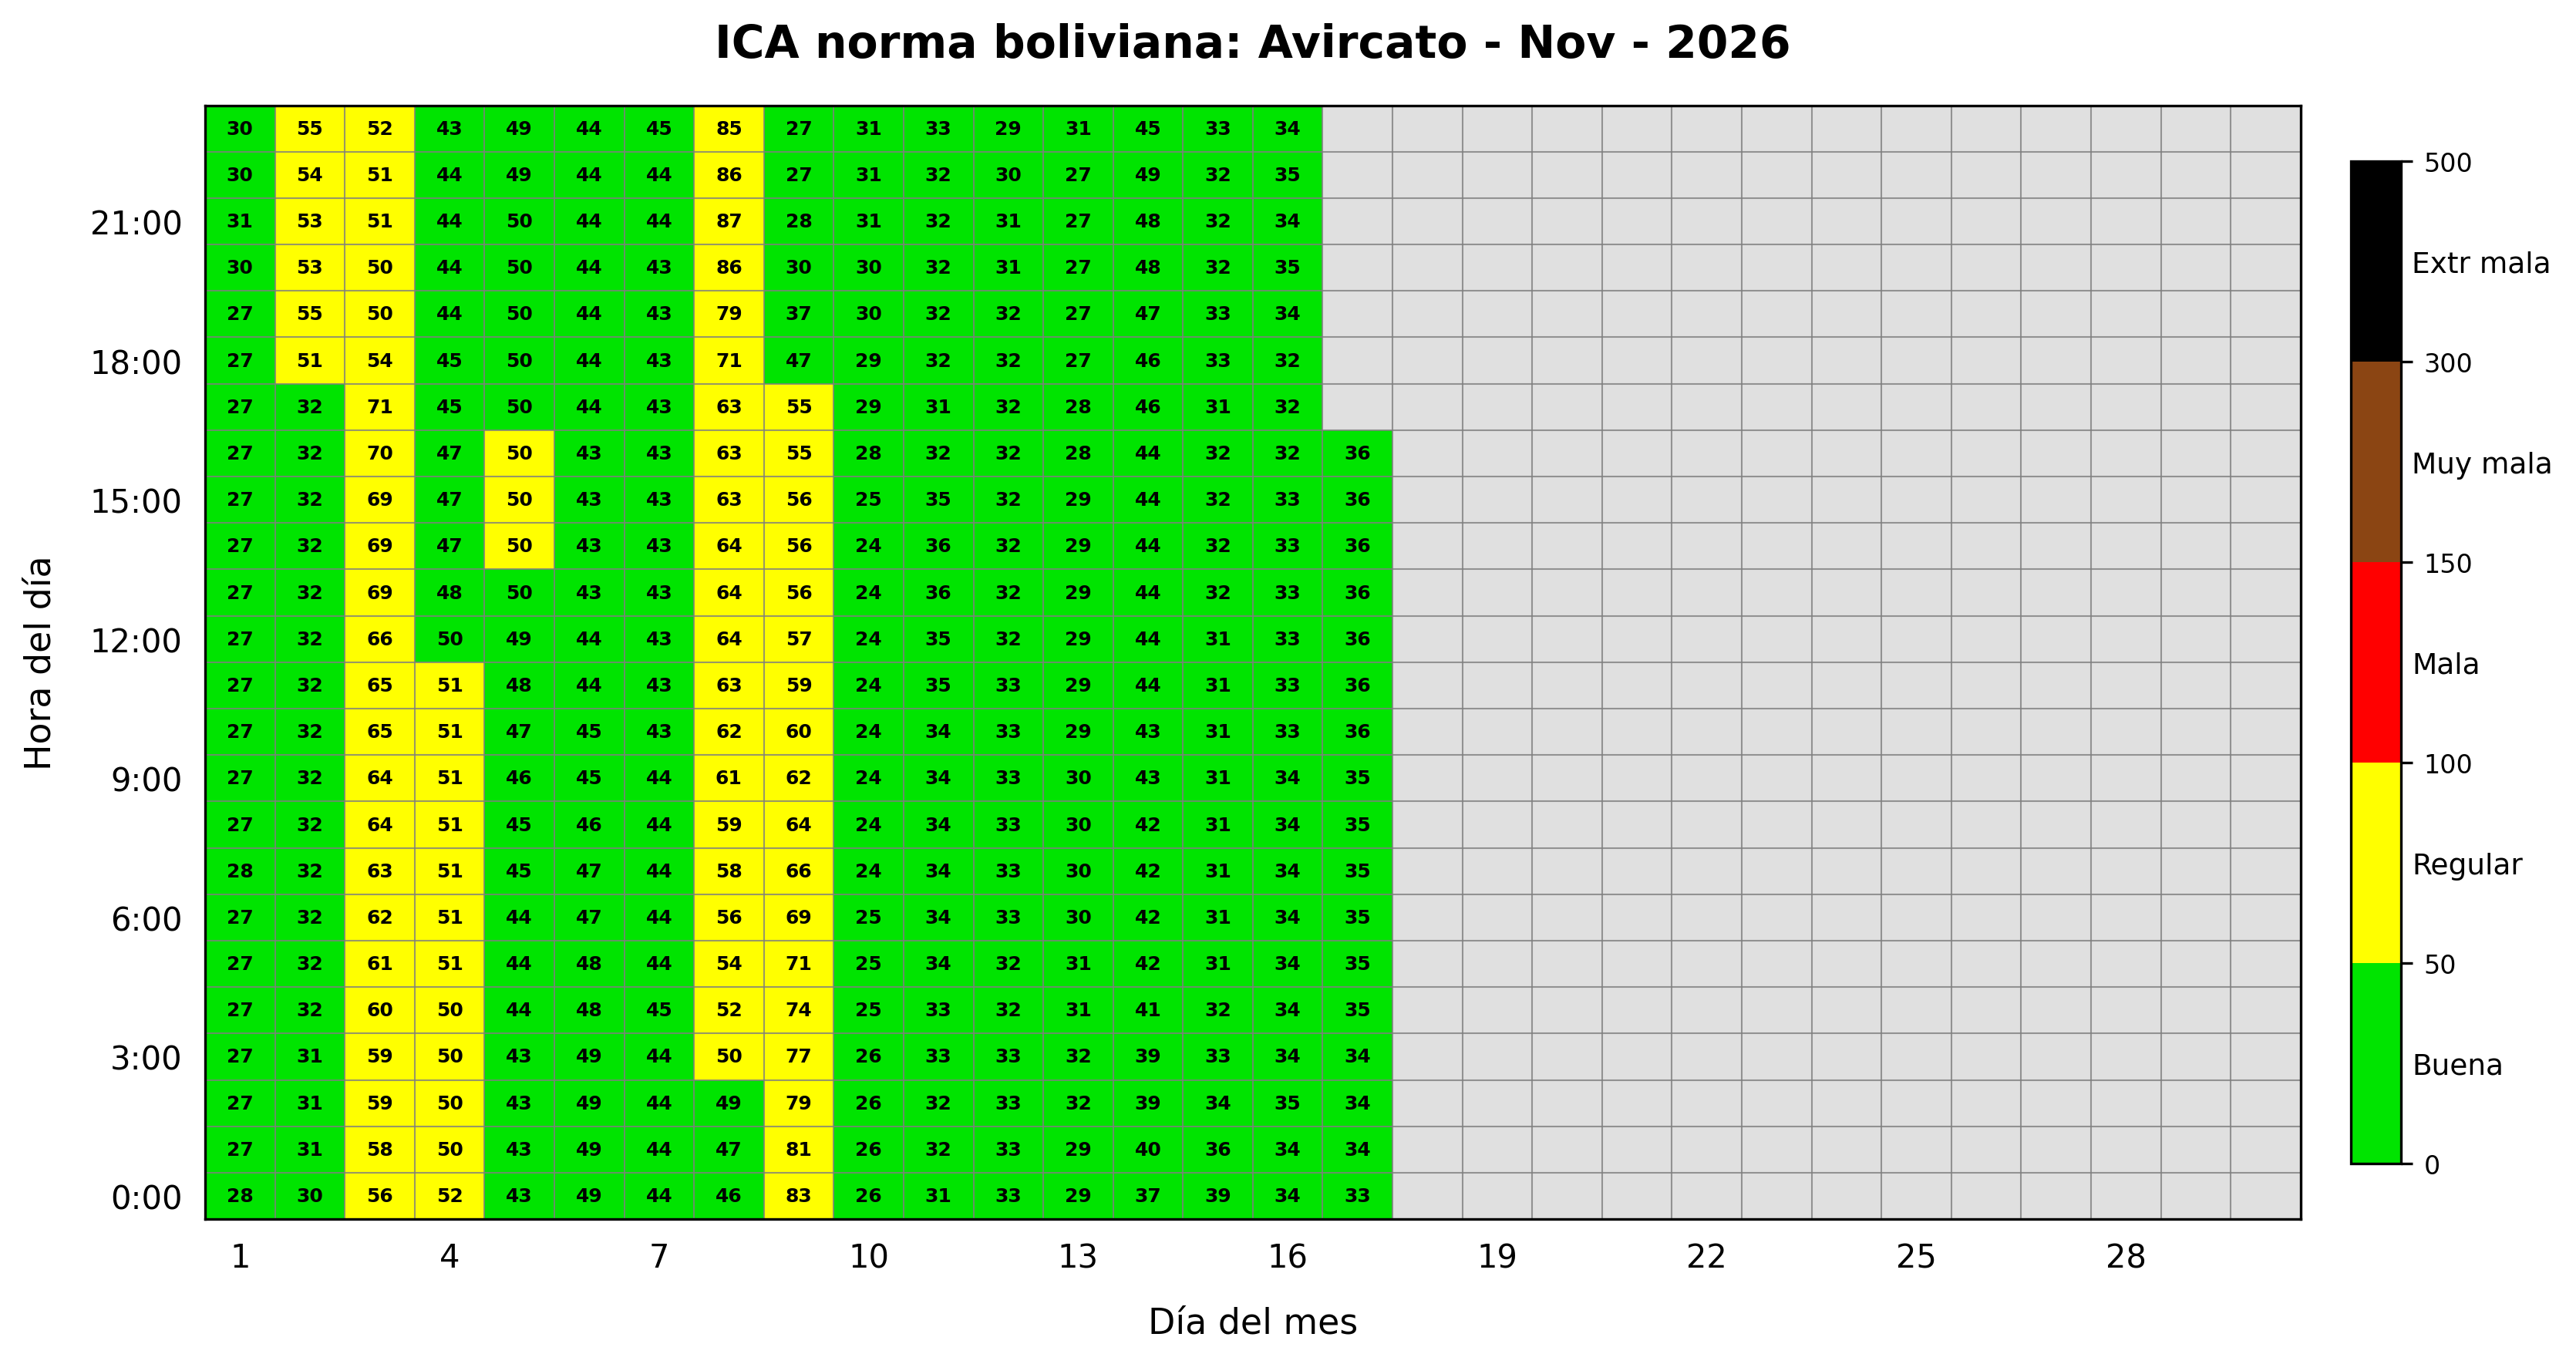 ICA norma boliviana: Avircato - Nov - 2026
30 55 52 43 49 44 45 85 27 31 33 29 31 45 33 34
30 54 51 44 49 44 44 86 27 31 32 30 27 49 32 35
21:00 31 53 51 44 50 44 44 87 28 31 32 31 27 48 32 34
30 53 50 44 50 44 43 86 30 30 32 31 27 48 32 35
27 55 50 44 50 44 43 79 37 30 32 32 27 47 33 34
18:00 27 51 54 45 50 44 43 71 47 29 32 32 27 46 33 32
27 32 71 45 50 44 43 63 55 29 31 32 28 46 31 32
27 32 70 47 50 43 43 63 55 28 32 32 28 44 32 32 36
15:00 27 32 69 47 50 43 43 63 56 25 35 32 29 44 32 33 36
27 32 69 47 50 43 43 64 56 24 36 32 29 44 32 33 36
27 32 69 48 50 43 43 64 56 24 36 32 29 44 32 33 36
12:00 27 32 66 50 49 44 43 64 57 24 35 32 29 44 31 33 36
27 32 65 51 48 44 43 63 59 24 35 33 29 44 31 33 36
27 32 65 51 47 45 43 62 60 24 34 33 29 43 31 33 36
9:00 27 32 64 51 46 45 44 61 62 24 34 33 30 43 31 34 35
27 32 64 51 45 46 44 59 64 24 34 33 30 42 31 34 35
28 32 63 51 45 47 44 58 66 24 34 33 30 42 31 34 35
6:00 27 32 62 51 44 47 44 56 69 25 34 33 30 42 31 34 35
27 32 61 51 44 48 44 54 71 25 34 32 31 42 31 34 35
27 32 60 50 44 48 45 52 74 25 33 32 31 41 32 34 35
3:00 27 31 59 50 43 49 44 50 77 26 33 33 32 39 33 34 34
27 31 59 50 43 49 44 49 79 26 32 33 32 39 34 35 34
27 31 58 50 43 49 44 47 81 26 32 33 29 40 36 34 34
0:00 28 30 56 52 43 49 44 46 83 26 31 33 29 37 39 34 33
1 4 7 10 13 16 19 22 25 28
Día del mes
Hora del día
500
Extr mala
300
Muy mala
150
Mala
100
Regular
50
Buena
0